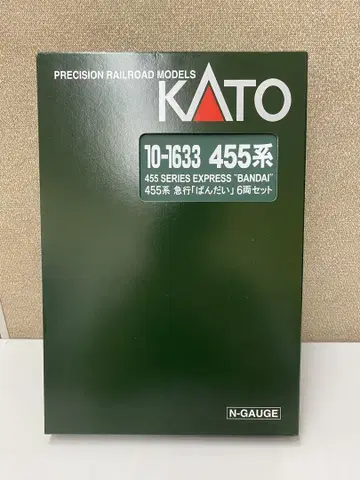 PRECISION RAILROAD MODELS
KATO
10-1633 455系
455 SERIES EXPRESS "BANDAI"
455系 急行「ばんだい」6両セット
N-GAUGE